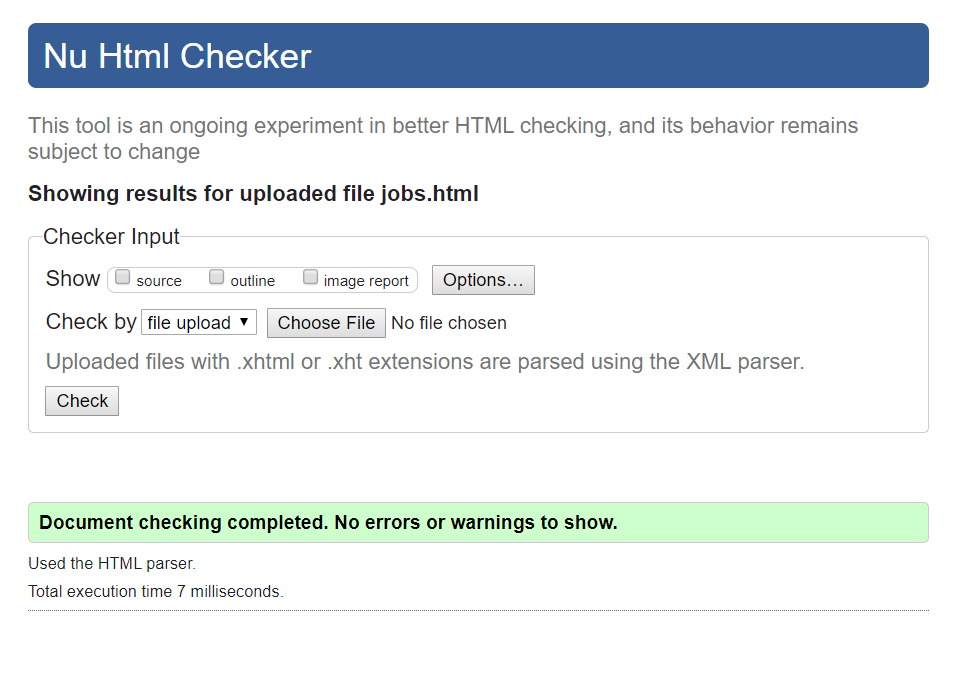 Nu Html Checker
This tool is an ongoing experiment in better HTML checking, and its behavior remains
subject to change
Showing results for uploaded file jobs.html
Checker Input
Show source outline image report Options...
Check by file upload Choose File No file chosen
Uploaded files with .xhtml or .xht extensions are parsed using the XML parser.
Check
Document checking completed. No errors or warnings to show.
Used the HTML parser.
Total execution time 7 milliseconds.